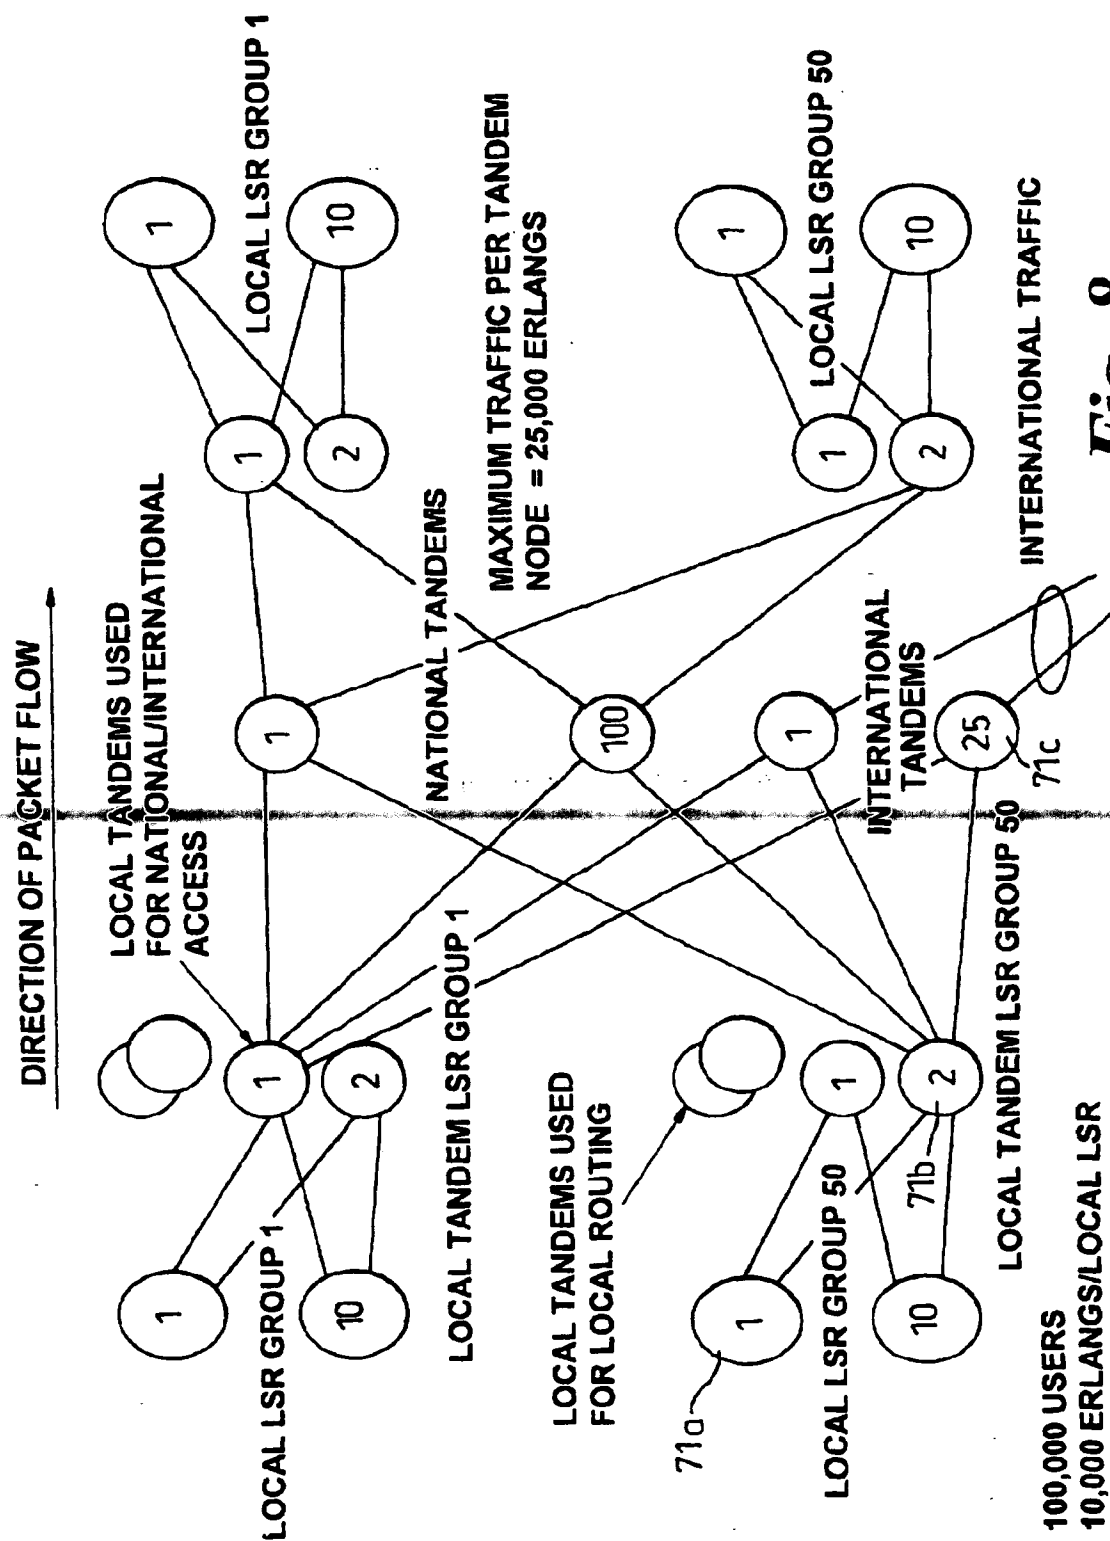 DIRECTION OF PACKET FLOW
LOCAL TANDEMS USED
FOR NATIONAL/INTERNATIONAL
ACCESS
1
10
LOCAL LSR GROUP 1
1
2
LOCAL TANDEM LSR GROUP 1
1
NATIONAL TANDEMS
100
1
2
1
10
LOCAL LSR GROUP 1
MAXIMUM TRAFFIC PER TANDEM
NODE = 25,000 ERLANGS
LOCAL TANDEMS USED
FOR LOCAL ROUTING
71a
1
10
LOCAL LSR GROUP 50
1
2
71b
LOCAL TANDEM LSR GROUP 50
1
INTERNATIONAL
TANDEMS
25
71c
1
2
1
10
LOCAL LSR GROUP 50
INTERNATIONAL TRAFFIC
100,000 USERS
10,000 ERLANGS/LOCAL LSR